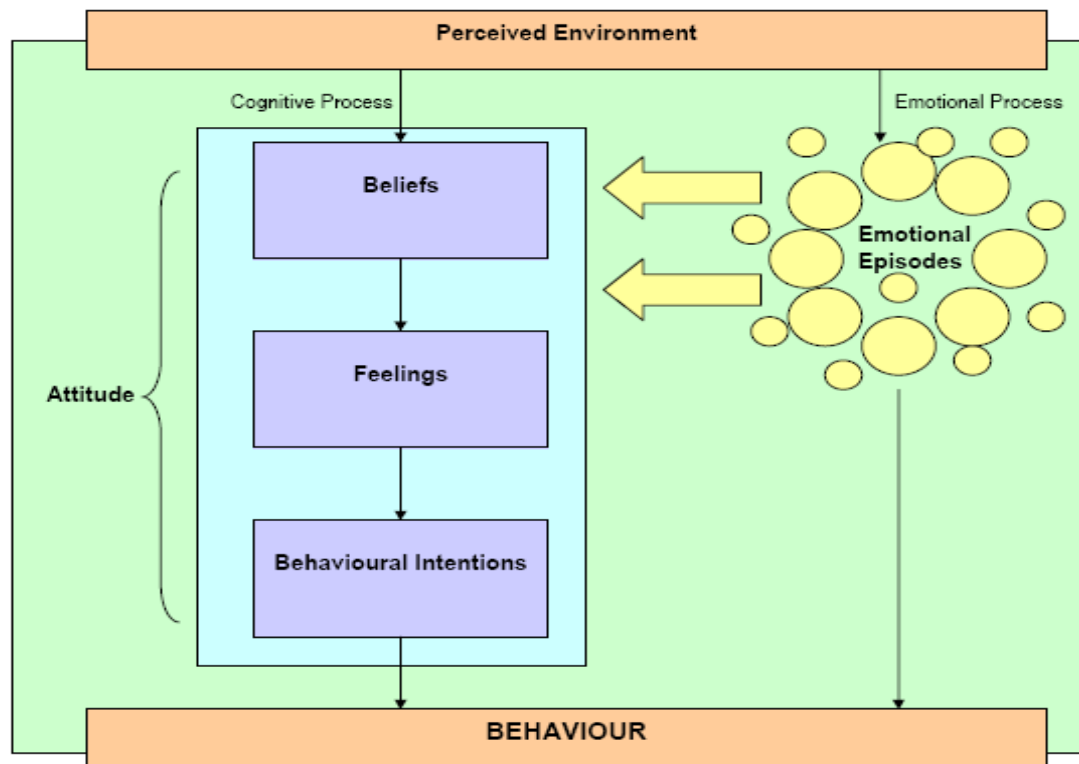 Perceived Environment
Cognitive Process
Emotional Process
Beliefs
Emotional
Episodes
Feelings
Attitude
Behavioural Intentions
BEHAVIOUR